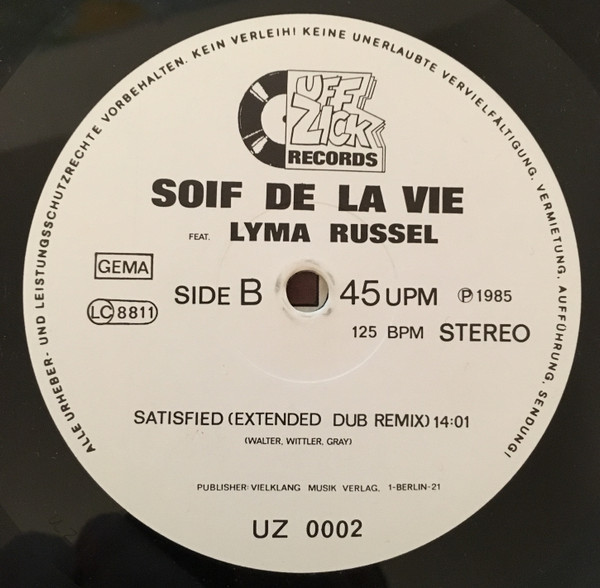 ALLE URHEBER- UND LEISTUNGSSCHUTZRECHTE VORBEHALTEN. KEIN VERLEIH! KEINE UNERLAUBTE VERVIELFÄLTIGUNG, VERMIETUNG, AUFFÜHRUNG, SENDUNG!
UFF
ZICK
RECORDS
SOIF DE LA VIE
FEAT. LYMA RUSSEL
GEMA
LC 8811
SIDE B
45 UPM ℗ 1985
125 BPM STEREO
SATISFIED (EXTENDED DUB REMIX) 14:01
(WALTER, WITTLER, GRAY)
PUBLISHER: VIELKLANG MUSIK VERLAG, 1-BERLIN-21
UZ 0002